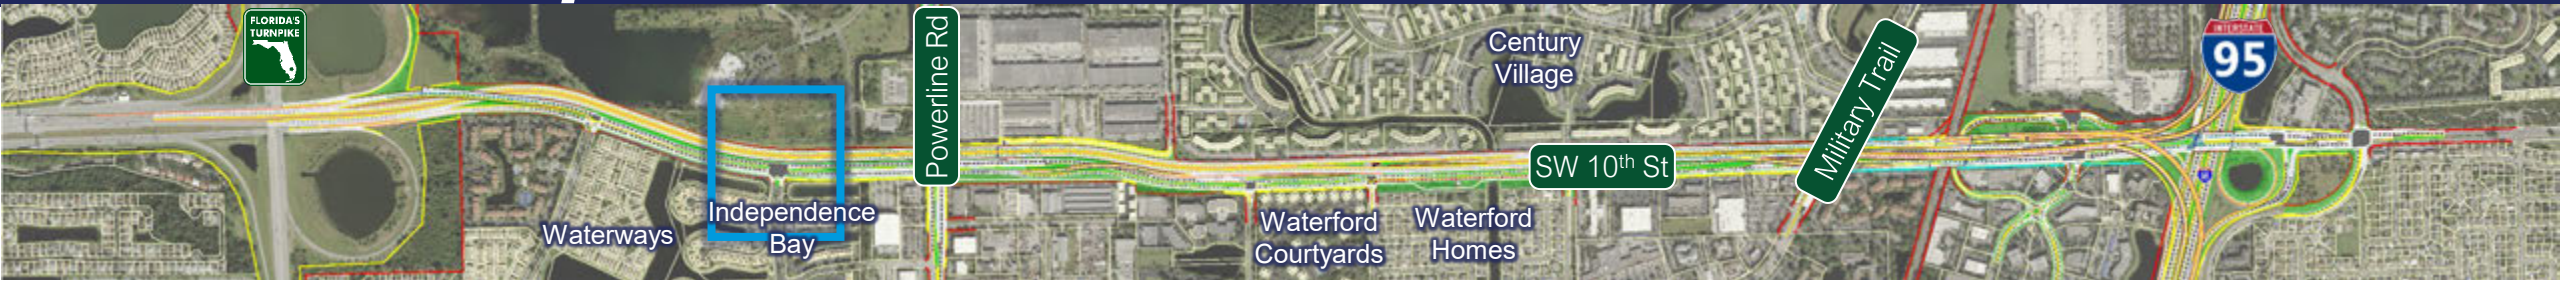 FLORIDA'S
TURNPIKE
Powerline Rd
Century
Village
Military Trail
INTERSTATE
95
SW 10th St
Independence
Bay
Waterways
Waterford
Courtyards
Waterford
Homes